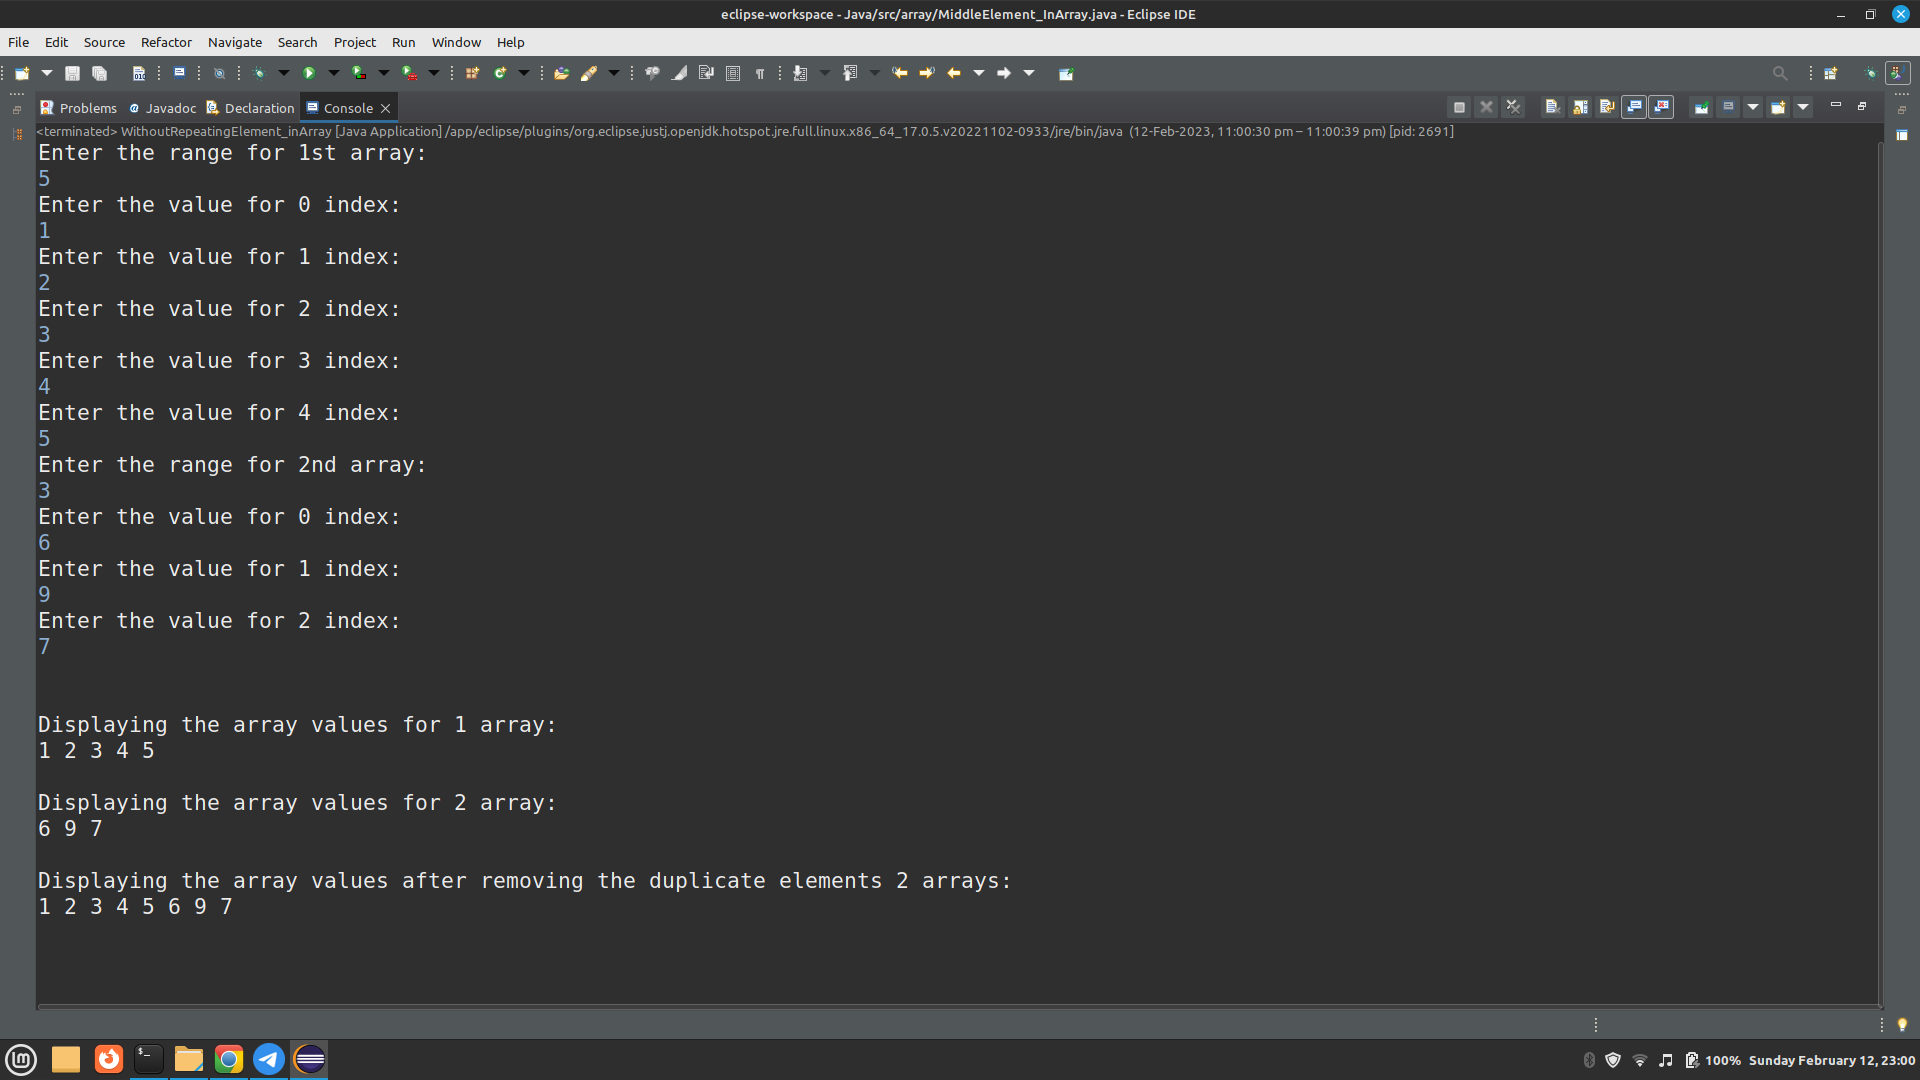 eclipse-workspace - Java/src/array/MiddleElement_InArray.java - Eclipse IDE
File Edit Source Refactor Navigate Search Project Run Window Help
Problems Javadoc Declaration Console
<terminated> WithoutRepeatingElement_inArray [Java Application] /app/eclipse/plugins/org.eclipse.justj.openjdk.hotspot.jre.full.linux.x86_64_17.0.5.v20221102-0933/jre/bin/java (12-Feb-2023, 11:00:30 pm – 11:00:39 pm) [pid: 2691]
Enter the range for 1st array:
5
Enter the value for 0 index:
1
Enter the value for 1 index:
2
Enter the value for 2 index:
3
Enter the value for 3 index:
4
Enter the value for 4 index:
5
Enter the range for 2nd array:
3
Enter the value for 0 index:
6
Enter the value for 1 index:
9
Enter the value for 2 index:
7
Displaying the array values for 1 array:
1 2 3 4 5
Displaying the array values for 2 array:
6 9 7
Displaying the array values after removing the duplicate elements 2 arrays:
1 2 3 4 5 6 9 7
100% Sunday February 12, 23:00